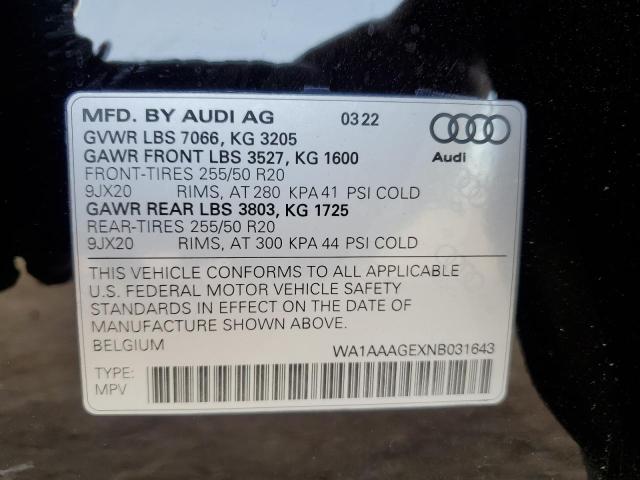 MFD. BY AUDI AG 03 22
GVWR LBS 7066, KG 3205
GAWR FRONT LBS 3527, KG 1600
Audi
FRONT-TIRES 255/50 R20
9JX20 RIMS, AT 280 KPA 41 PSI COLD
GAWR REAR LBS 3803, KG 1725
REAR-TIRES 255/50 R20
9JX20 RIMS, AT 300 KPA 44 PSI COLD
THIS VEHICLE CONFORMS TO ALL APPLICABLE
U.S. FEDERAL MOTOR VEHICLE SAFETY
STANDARDS IN EFFECT ON THE DATE OF
MANUFACTURE SHOWN ABOVE.
BELGIUM WA1AAAGEXNB031643
TYPE:
MPV